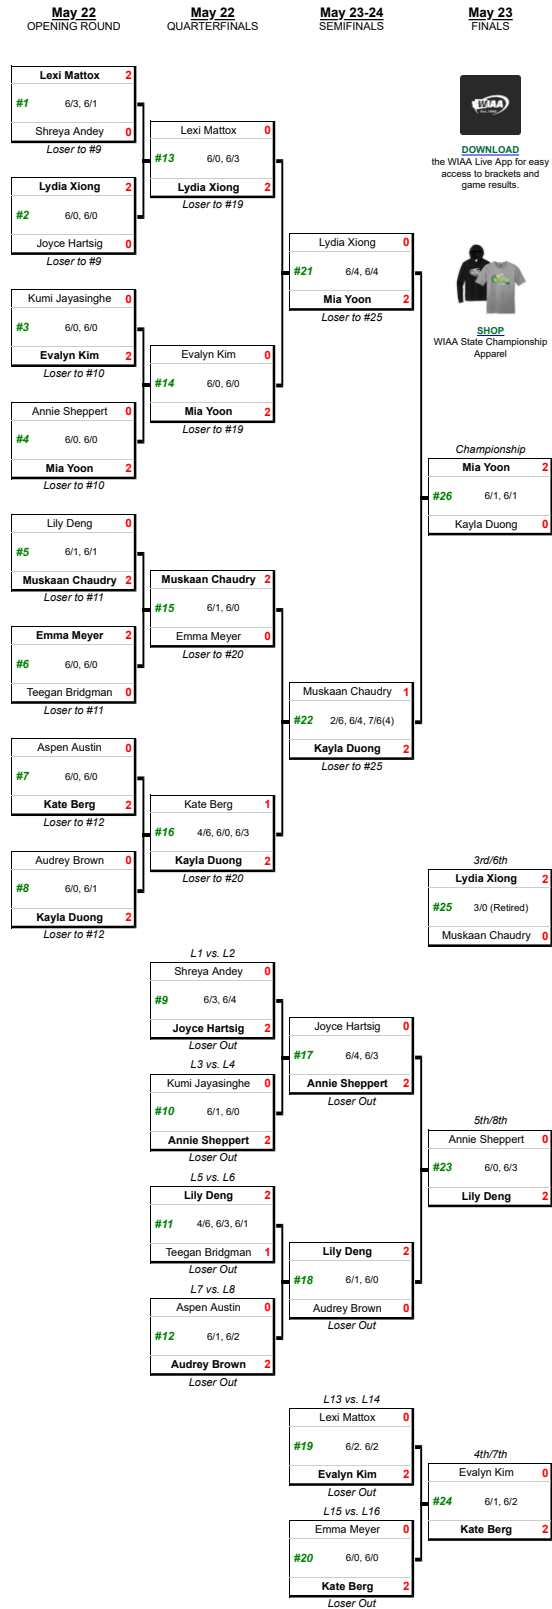 May 22
OPENING ROUND
May 22
QUARTERFINALS
May 23-24
SEMIFINALS
May 23
FINALS
Lexi Mattox 2
#1 6/3, 6/1
Shreya Andey 0
Loser to #9
Lydia Xiong 2
#2 6/0, 6/0
Joyce Hartsig 0
Loser to #9
Kumi Jayasinghe 0
#3 6/0, 6/0
Evalyn Kim 2
Loser to #10
Annie Sheppert 0
#4 6/0. 6/0
Mia Yoon 2
Loser to #10
Lily Deng 0
#5 6/1, 6/1
Muskaan Chaudry 2
Loser to #11
Emma Meyer 2
#6 6/0, 6/0
Teegan Bridgman 0
Loser to #11
Aspen Austin 0
#7 6/0, 6/0
Kate Berg 2
Loser to #12
Audrey Brown 0
#8 6/0, 6/1
Kayla Duong 2
Loser to #12
Lexi Mattox 0
#13 6/0, 6/3
Lydia Xiong 2
Loser to #19
Evalyn Kim 0
#14 6/0, 6/0
Mia Yoon 2
Loser to #19
Muskaan Chaudry 2
#15 6/1, 6/0
Emma Meyer 0
Loser to #20
Kate Berg 1
#16 4/6, 6/0, 6/3
Kayla Duong 2
Loser to #20
L1 vs. L2
Shreya Andey 0
#9 6/3, 6/4
Joyce Hartsig 2
Loser Out
L3 vs. L4
Kumi Jayasinghe 0
#10 6/1, 6/0
Annie Sheppert 2
Loser Out
L5 vs. L6
Lily Deng 2
#11 4/6, 6/3, 6/1
Teegan Bridgman 1
Loser Out
L7 vs. L8
Aspen Austin 0
#12 6/1, 6/2
Audrey Brown 2
Loser Out
Lydia Xiong 0
#21 6/4, 6/4
Mia Yoon 2
Loser to #25
Muskaan Chaudry 1
#22 2/6, 6/4, 7/6(4)
Kayla Duong 2
Loser to #25
Joyce Hartsig 0
#17 6/4, 6/3
Annie Sheppert 2
Loser Out
Lily Deng 2
#18 6/1, 6/0
Audrey Brown 0
Loser Out
L13 vs. L14
Lexi Mattox 0
#19 6/2. 6/2
Evalyn Kim 2
Loser Out
L15 vs. L16
Emma Meyer 0
#20 6/0, 6/0
Kate Berg 2
Loser Out
WIAA
DOWNLOAD
the WIAA Live App for easy
access to brackets and
game results.
SHOP
WIAA State Championship
Apparel
Championship
Mia Yoon 2
#26 6/1, 6/1
Kayla Duong 0
3rd/6th
Lydia Xiong 2
#25 3/0 (Retired)
Muskaan Chaudry 0
5th/8th
Annie Sheppert 0
#23 6/0, 6/3
Lily Deng 2
4th/7th
Evalyn Kim 0
#24 6/1, 6/2
Kate Berg 2